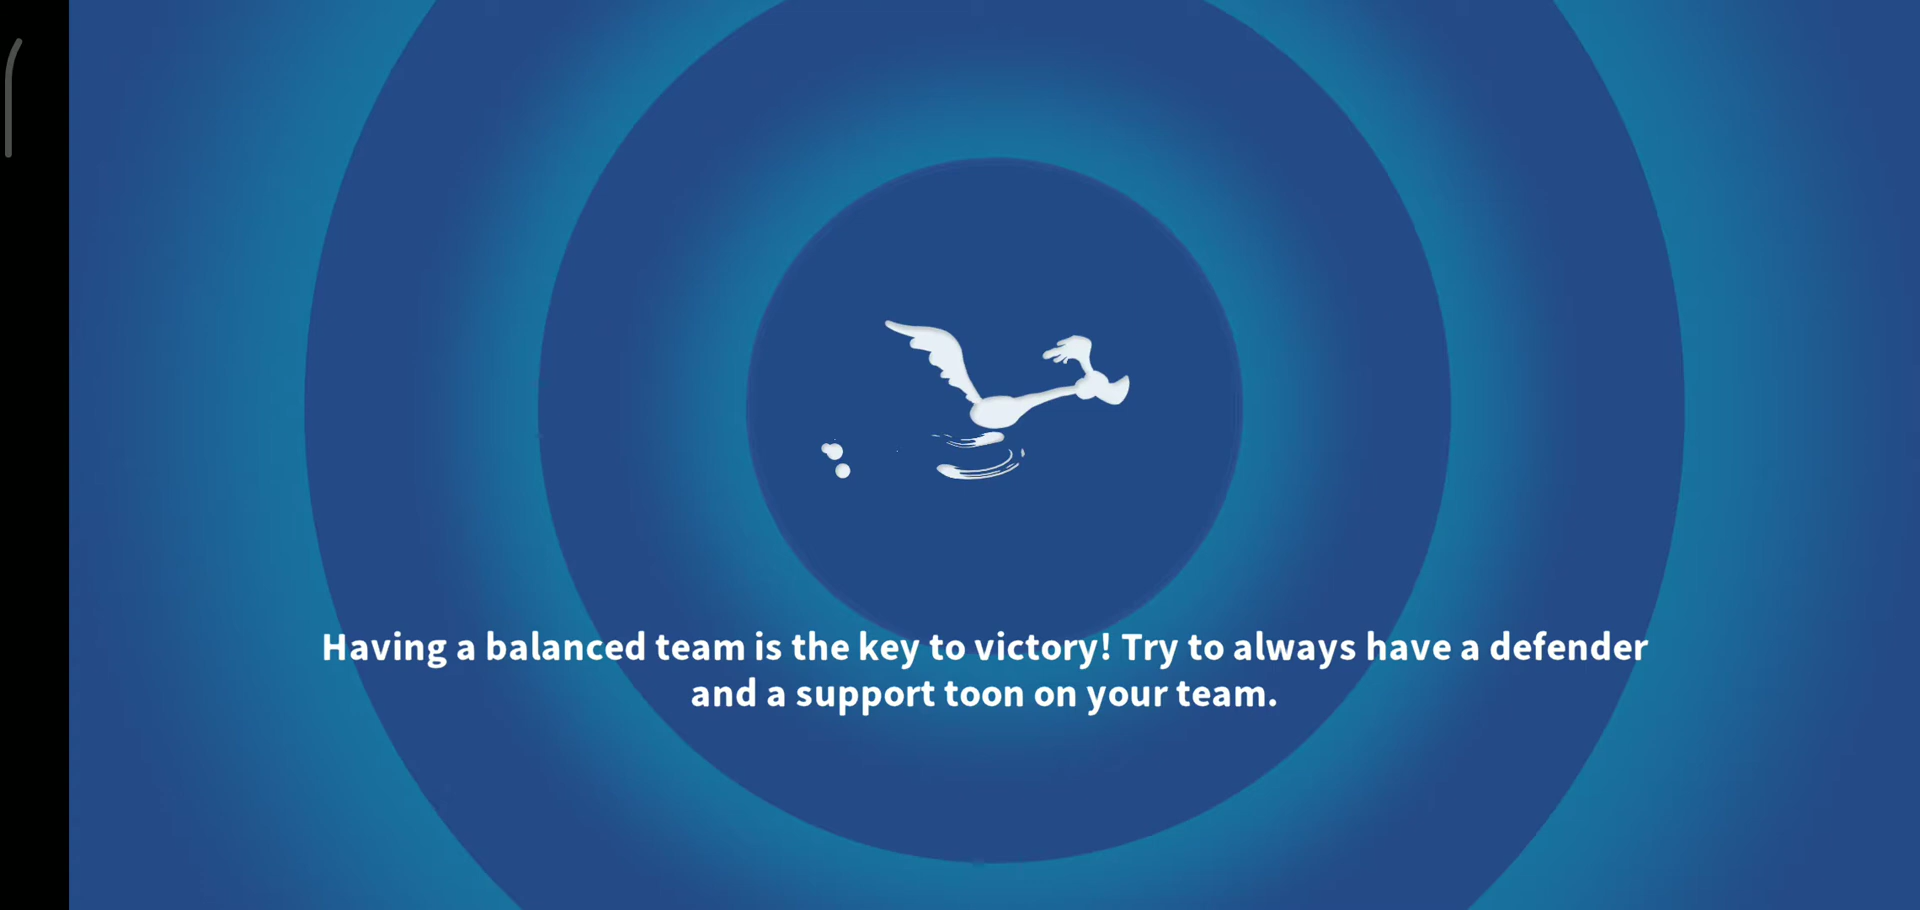 Having a balanced team is the key to victory! Try to always have a defender
and a support toon on your team.